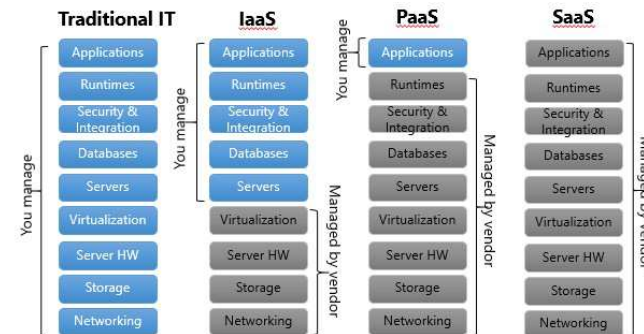 Traditional IT
IaaS
PaaS
SaaS
You manage
Applications
Runtimes
Security &
Integration
Databases
Servers
Virtualization
Server HW
Storage
Networking
You manage
Applications
Runtimes
Security &
Integration
Databases
Servers
Virtualization
Server HW
Storage
Networking
Managed by vendor
You manage
Applications
Runtimes
Security &
Integration
Databases
Servers
Virtualization
Server HW
Storage
Networking
Managed by vendor
Applications
Runtimes
Security &
Integration
Databases
Servers
Virtualization
Server HW
Storage
Networking
Managed by vendor